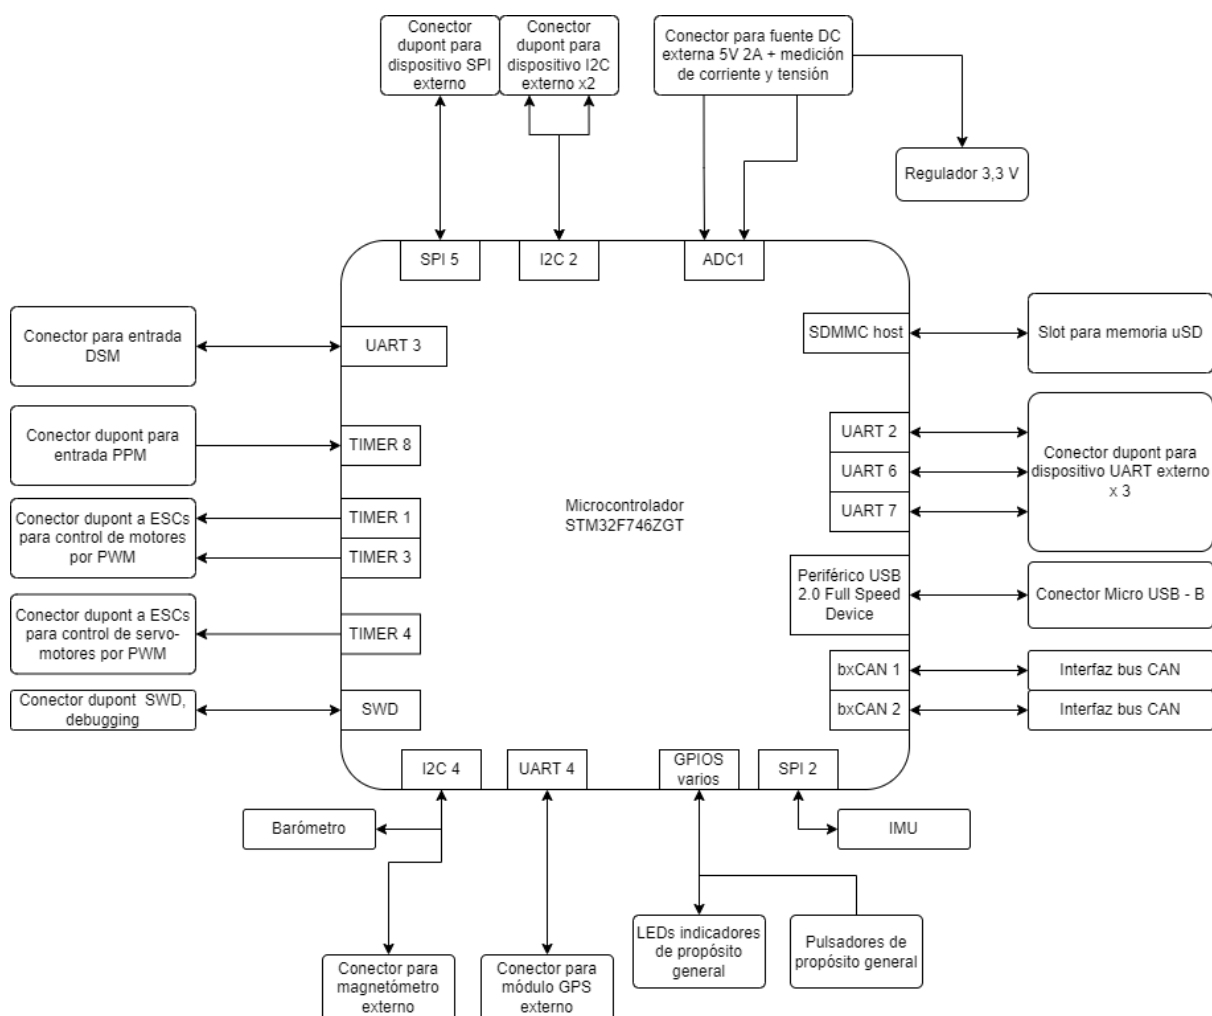 Conector
dupont para
dispositivo SPI
externo
Conector
dupont para
dispositivo I2C
externo x2
Conector para fuente DC
externa 5V 2A + medición
de corriente y tensión
Regulador 3,3 V
SPI 5
I2C 2
ADC1
Conector para entrada
DSM
UART 3
SDMMC host
Slot para memoria uSD
Conector dupont para
entrada PPM
TIMER 8
UART 2
UART 6
UART 7
Conector dupont para
dispositivo UART externo
x 3
Microcontrolador
STM32F746ZGT
Conector dupont a ESCs
para control de motores
por PWM
TIMER 1
TIMER 3
Periférico USB
2.0 Full Speed
Device
Conector Micro USB - B
Conector dupont a ESCs
para control de servo-
motores por PWM
TIMER 4
bxCAN 1
Interfaz bus CAN
Conector dupont SWD,
debugging
SWD
bxCAN 2
Interfaz bus CAN
I2C 4
UART 4
GPIOS
varios
SPI 2
Barómetro
IMU
LEDs indicadores
de propósito
general
Pulsadores de
propósito general
Conector para
magnetómetro
externo
Conector para
módulo GPS
externo